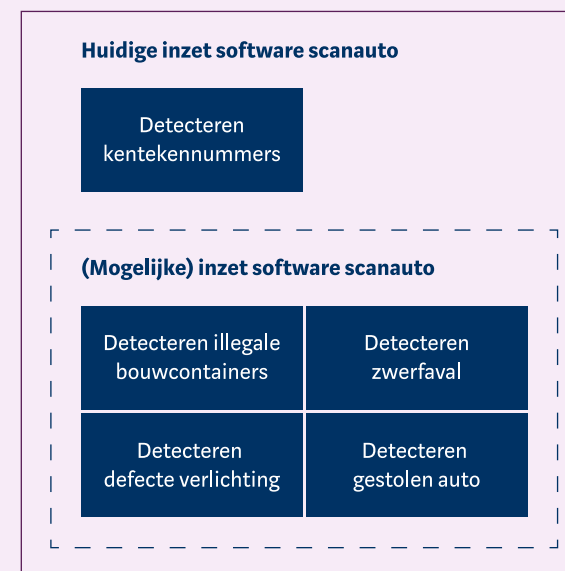 Huidige inzet software scanauto
Detecteren
kentekennummers
(Mogelijke) inzet software scanauto
Detecteren illegale
bouwcontainers
Detecteren
zwerfaval
Detecteren
defecte verlichting
Detecteren
gestolen auto